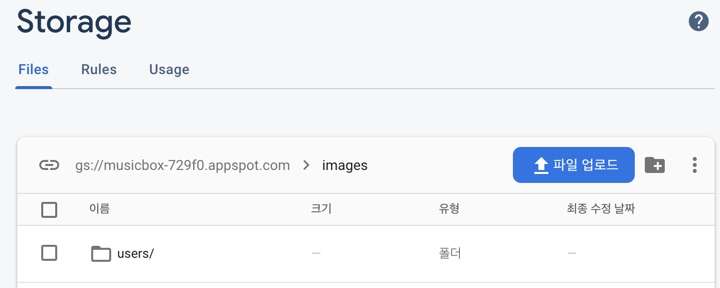 Storage
Files Rules Usage
gs://musicbox-729f0.appspot.com > images 파일 업로드
이름 크기 유형 최종 수정 날짜
users/ — 폴더 —